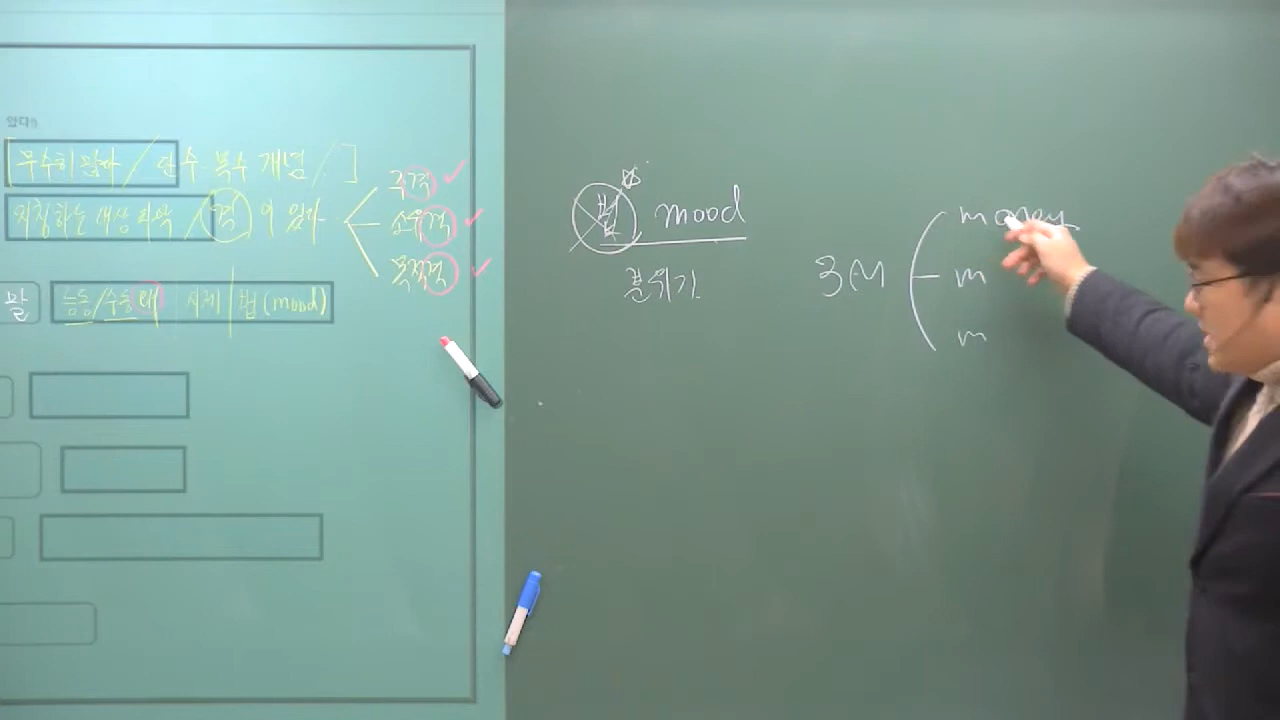 [무수히 많다 / 단수 복수 개념 / ]
지칭하는 대상 파악 / 격 이 있다
주격
소유격
목적격
말
능동/수동태 시제 법(mood)
법 mood
분위기
3M
money
m
m